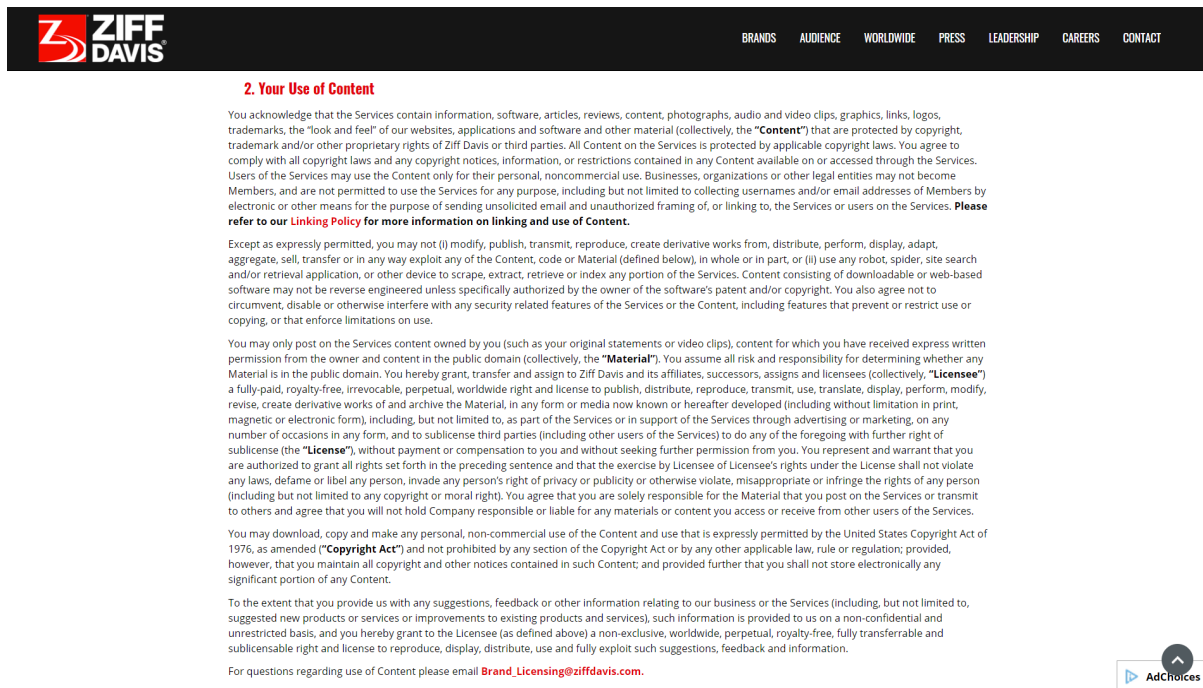 ZIFF DAVIS
BRANDS AUDIENCE WORLDWIDE PRESS LEADERSHIP CAREERS CONTACT
2. Your Use of Content
You acknowledge that the Services contain information, software, articles, reviews, content, photographs, audio and video clips, graphics, links, logos,
trademarks, the “look and feel” of our websites, applications and software and other material (collectively, the “Content”) that are protected by copyright,
trademark and/or other proprietary rights of Ziff Davis or third parties. All Content on the Services is protected by applicable copyright laws. You agree to
comply with all copyright laws and any copyright notices, information, or restrictions contained in any Content available on or accessed through the Services.
Users of the Services may use the Content only for their personal, noncommercial use. Businesses, organizations or other legal entities may not become
Members, and are not permitted to use the Services for any purpose, including but not limited to collecting usernames and/or email addresses of Members by
electronic or other means for the purpose of sending unsolicited email and unauthorized framing of, or linking to, the Services or users on the Services. Please
refer to our Linking Policy for more information on linking and use of Content.
Except as expressly permitted, you may not (i) modify, publish, transmit, reproduce, create derivative works from, distribute, perform, display, adapt,
aggregate, sell, transfer or in any way exploit any of the Content, code or Material (defined below), in whole or in part, or (ii) use any robot, spider, site search
and/or retrieval application, or other device to scrape, extract, retrieve or index any portion of the Services. Content consisting of downloadable or web-based
software may not be reverse engineered unless specifically authorized by the owner of the software’s patent and/or copyright. You also agree not to
circumvent, disable or otherwise interfere with any security related features of the Services or the Content, including features that prevent or restrict use or
copying, or that enforce limitations on use.
You may only post on the Services content owned by you (such as your original statements or video clips), content for which you have received express written
permission from the owner and content in the public domain (collectively, the “Material”). You assume all risk and responsibility for determining whether any
Material is in the public domain. You hereby grant, transfer and assign to Ziff Davis and its affiliates, successors, assigns and licensees (collectively, “Licensee”)
a fully-paid, royalty-free, irrevocable, perpetual, worldwide right and license to publish, distribute, reproduce, transmit, use, translate, display, perform, modify,
revise, create derivative works of and archive the Material, in any form or media now known or hereafter developed (including without limitation in print,
magnetic or electronic form), including, but not limited to, as part of the Services or in support of the Services through advertising or marketing, on any
number of occasions in any form, and to sublicense third parties (including other users of the Services) to do any of the foregoing with further right of
sublicense (the “License”), without payment or compensation to you and without seeking further permission from you. You represent and warrant that you
are authorized to grant all rights set forth in the preceding sentence and that the exercise by Licensee of Licensee’s rights under the License shall not violate
any laws, defame or libel any person, invade any person’s right of privacy or publicity or otherwise violate, misappropriate or infringe the rights of any person
(including but not limited to any copyright or moral right). You agree that you are solely responsible for the Material that you post on the Services or transmit
to others and agree that you will not hold Company responsible or liable for any materials or content you access or receive from other users of the Services.
You may download, copy and make any personal, non-commercial use of the Content and use that is expressly permitted by the United States Copyright Act of
1976, as amended (“Copyright Act”) and not prohibited by any section of the Copyright Act or by any other applicable law, rule or regulation; provided,
however, that you maintain all copyright and other notices contained in such Content; and provided further that you shall not store electronically any
significant portion of any Content.
To the extent that you provide us with any suggestions, feedback or other information relating to our business or the Services (including, but not limited to,
suggested new products or services or improvements to existing products and services), such information is provided to us on a non-confidential and
unrestricted basis, and you hereby grant to the Licensee (as defined above) a non-exclusive, worldwide, perpetual, royalty-free, fully transferrable and
sublicensable right and license to reproduce, display, distribute, use and fully exploit such suggestions, feedback and information.
For questions regarding use of Content please email Brand_Licensing@ziffdavis.com.
AdChoices